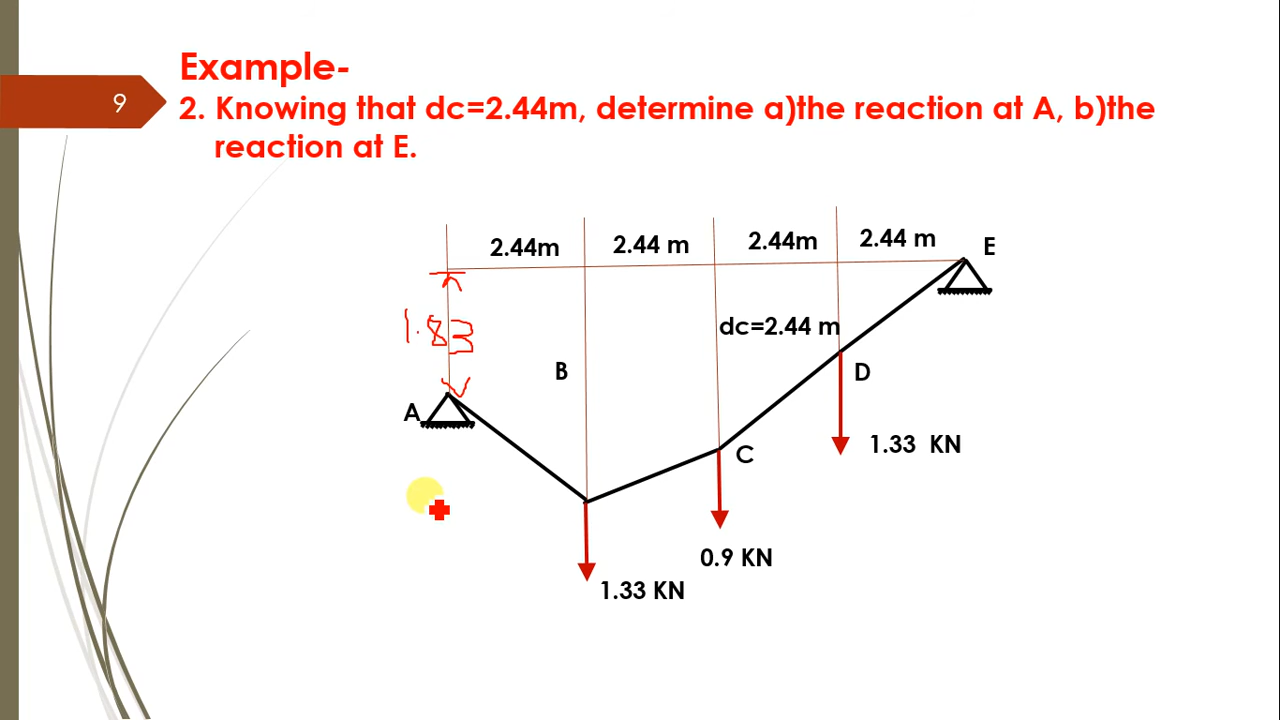 9
Example-
2. Knowing that dc=2.44m, determine a)the reaction at A, b)the
reaction at E.
2.44m
2.44 m
2.44m
2.44 m
E
1.83
dc=2.44 m
B
D
A
1.33 KN
C
0.9 KN
1.33 KN